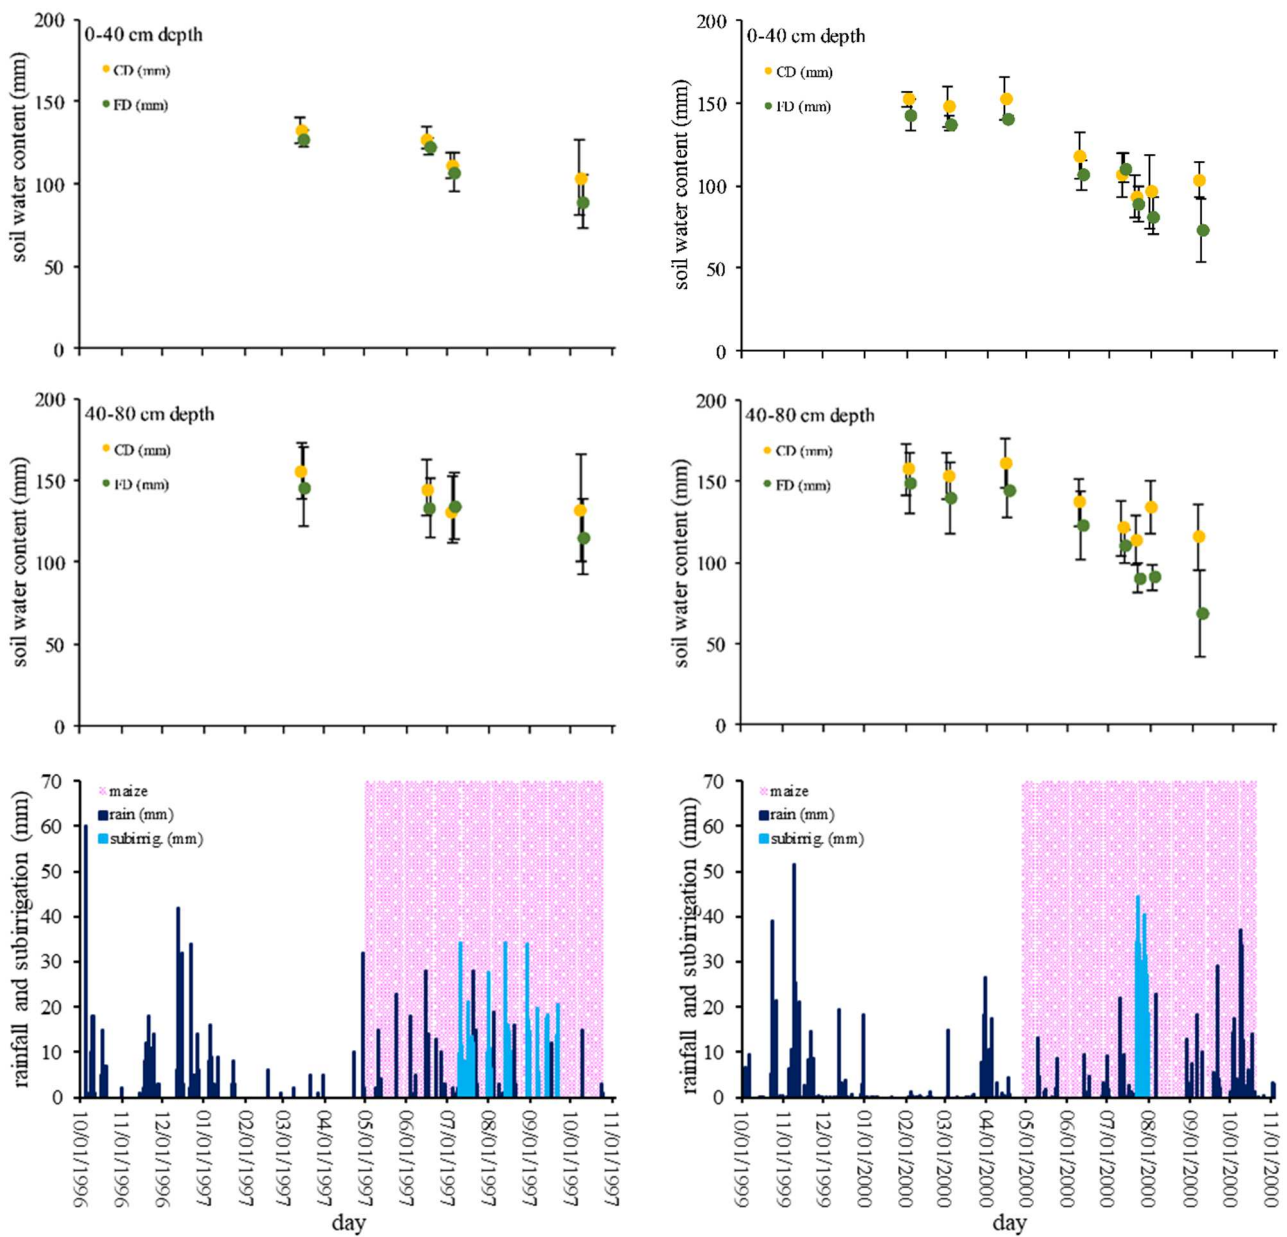 200
150
100
50
0
soil water content (mm)
0-40 cm depth
CD (mm)
FD (mm)
200
150
100
50
0
soil water content (mm)
0-40 cm depth
CD (mm)
FD (mm)
200
150
100
50
0
soil water content (mm)
40-80 cm depth
CD (mm)
FD (mm)
200
150
100
50
0
soil water content (mm)
40-80 cm depth
CD (mm)
FD (mm)
70
60
50
40
30
20
10
0
rainfall and subirrigation (mm)
maize
rain (mm)
subirrig. (mm)
10/01/1996
11/01/1996
12/01/1996
01/01/1997
02/01/1997
03/01/1997
04/01/1997
05/01/1997
06/01/1997
07/01/1997
08/01/1997
09/01/1997
10/01/1997
11/01/1997
day
70
60
50
40
30
20
10
0
rainfall and subirrigation (mm)
maize
rain (mm)
subirrig. (mm)
10/01/1999
11/01/1999
12/01/1999
01/01/2000
02/01/2000
03/01/2000
04/01/2000
05/01/2000
06/01/2000
07/01/2000
08/01/2000
09/01/2000
10/01/2000
11/01/2000
day